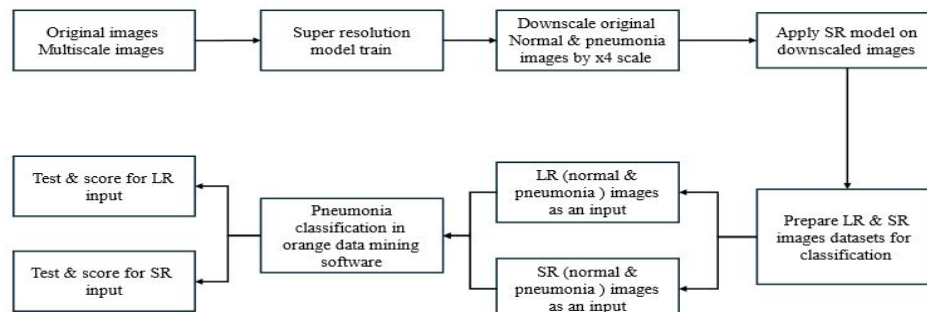 Original images
Multiscale images
Super resolution
model train
Downscale original
Normal & pneumonia
images by x4 scale
Apply SR model on
downscaled images
Test & score for LR
input
LR (normal &
pneumonia ) images
as an input
Pneumonia
classification in
orange data mining
software
Prepare LR & SR
images datasets for
classification
Test & score for SR
input
SR (normal &
pneumonia ) images
as an input